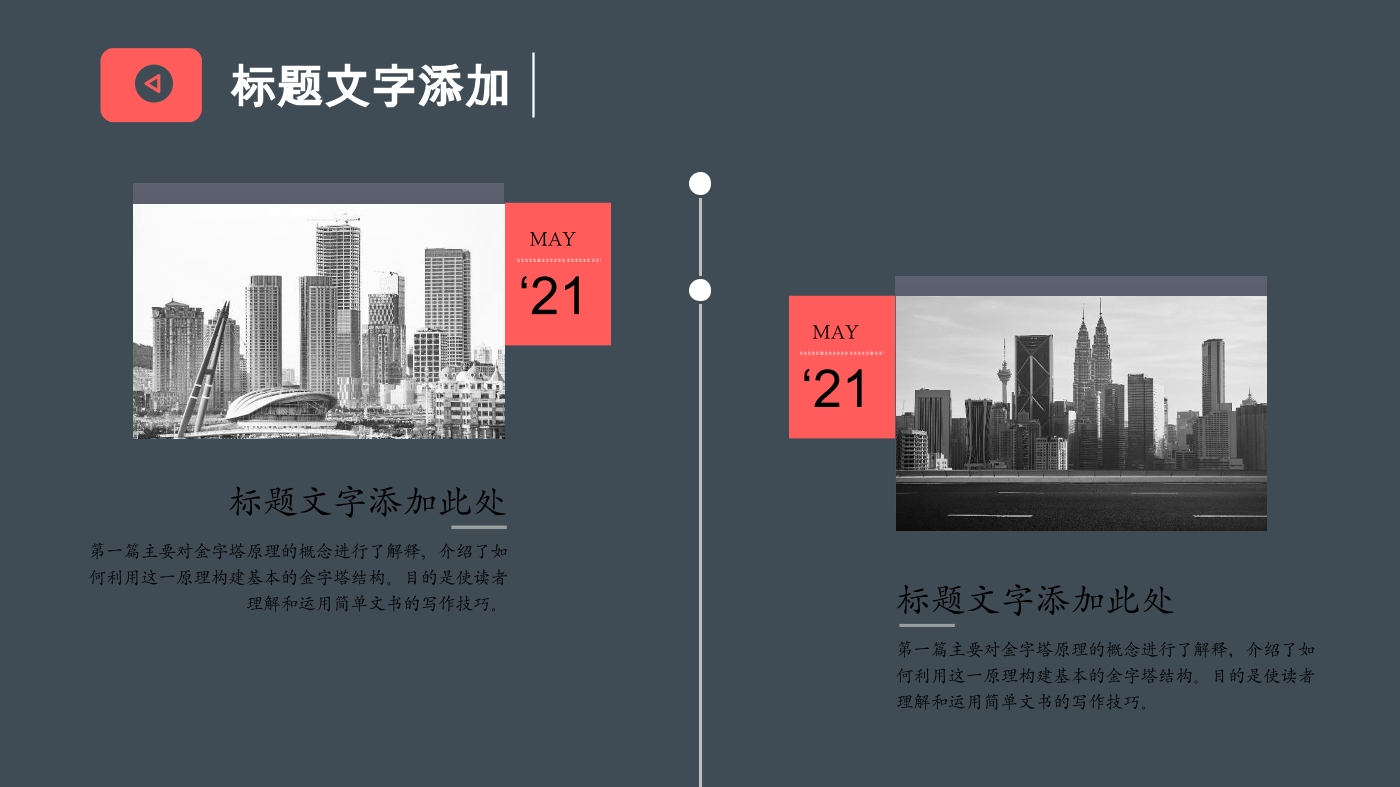 标题文字添加
MAY
‘21
标题文字添加此处
第一篇主要对金字塔原理的概念进行了解释，介绍了如
何利用这一原理构建基本的金字塔结构。目的是使读者
理解和运用简单文书的写作技巧。
MAY
‘21
标题文字添加此处
第一篇主要对金字塔原理的概念进行了解释，介绍了如
何利用这一原理构建基本的金字塔结构。目的是使读者
理解和运用简单文书的写作技巧。